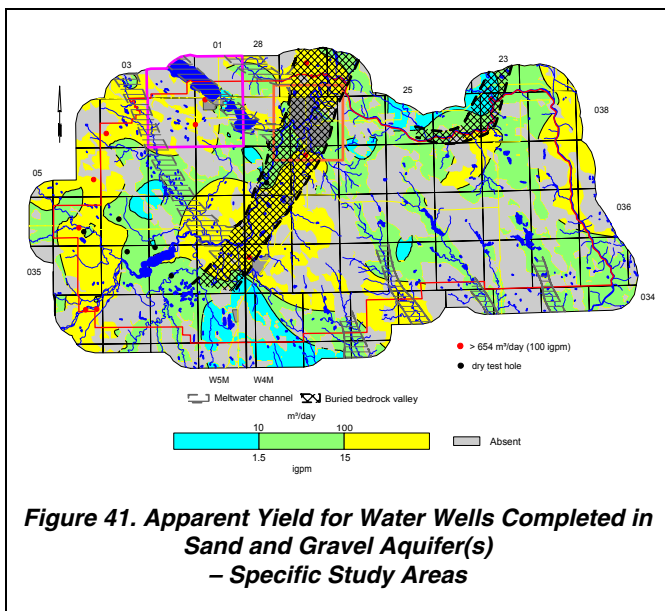 01
28
03
23
25
038
05
036
035
034
> 654 m³/day (100 igpm)
dry test hole
W5M W4M
Meltwater channel Buried bedrock valley
m³/day
10 100
Absent
1.5 15
igpm
Figure 41. Apparent Yield for Water Wells Completed in
Sand and Gravel Aquifer(s)
– Specific Study Areas